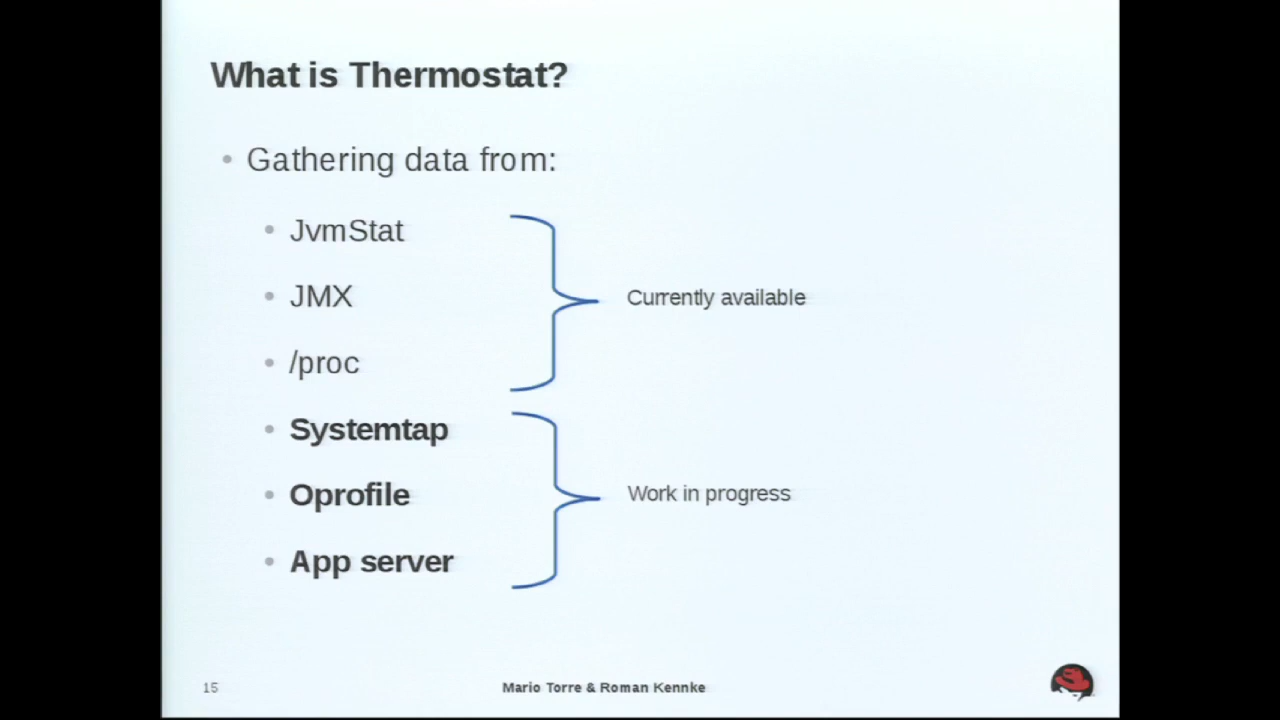 What is Thermostat?
Gathering data from:
JvmStat
JMX
/proc
Currently available
Systemtap
Oprofile
App server
Work in progress
15
Mario Torre & Roman Kennke